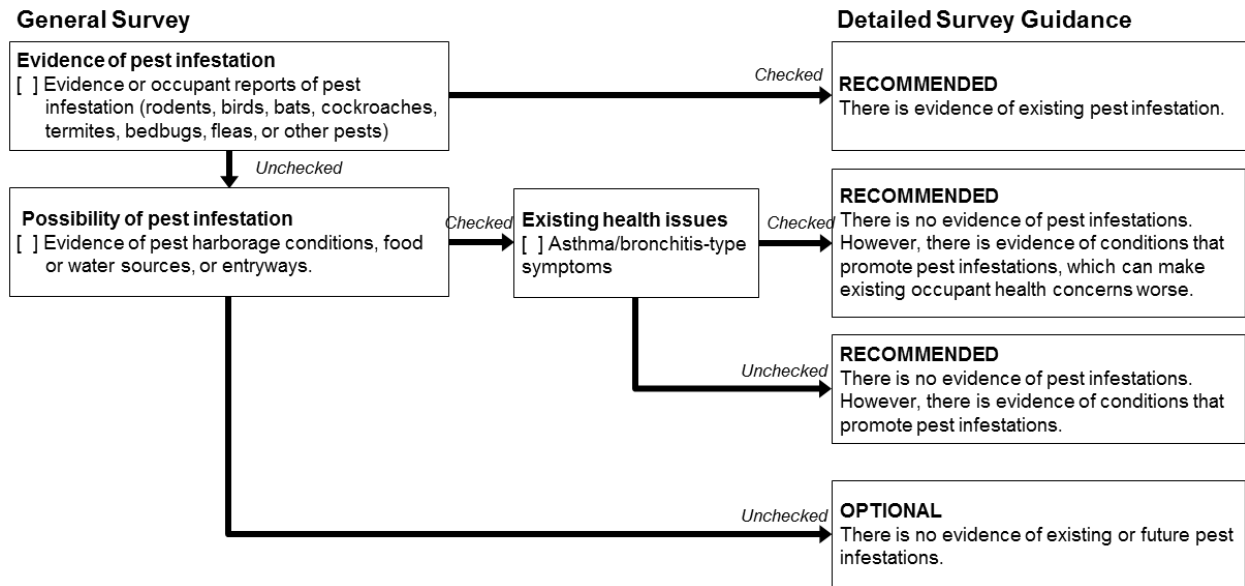 General Survey
Detailed Survey Guidance
Evidence of pest infestation
[ ] Evidence or occupant reports of pest
infestation (rodents, birds, bats, cockroaches,
termites, bedbugs, fleas, or other pests)
Checked
RECOMMENDED
There is evidence of existing pest infestation.
Unchecked
Possibility of pest infestation
[ ] Evidence of pest harborage conditions, food
or water sources, or entryways.
Checked
Existing health issues
[ ] Asthma/bronchitis-type
symptoms
Checked
RECOMMENDED
There is no evidence of pest infestations.
However, there is evidence of conditions that
promote pest infestations, which can make
existing occupant health concerns worse.
Unchecked
RECOMMENDED
There is no evidence of pest infestations.
However, there is evidence of conditions that
promote pest infestations.
Unchecked
OPTIONAL
There is no evidence of existing or future pest
infestations.